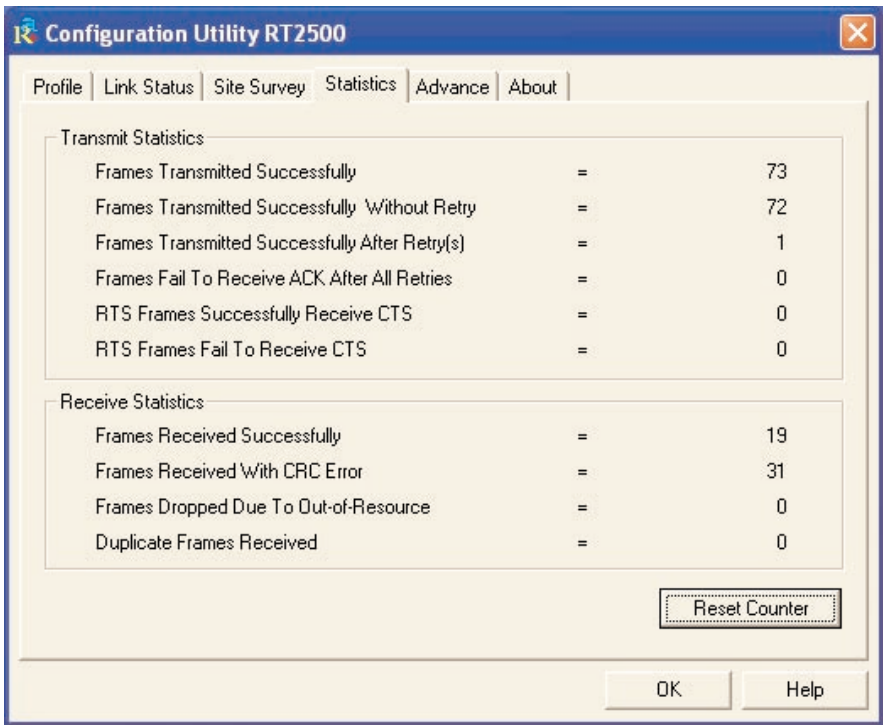 Configuration Utility RT2500
Profile Link Status Site Survey Statistics Advance About
Transmit Statistics
Frames Transmitted Successfully = 73
Frames Transmitted Successfully Without Retry = 72
Frames Transmitted Successfully After Retry(s) = 1
Frames Fail To Receive ACK After All Retries = 0
RTS Frames Successfully Receive CTS = 0
RTS Frames Fail To Receive CTS = 0
Receive Statistics
Frames Received Successfully = 19
Frames Received With CRC Error = 31
Frames Dropped Due To Out-of-Resource = 0
Duplicate Frames Received = 0
Reset Counter
OK Help